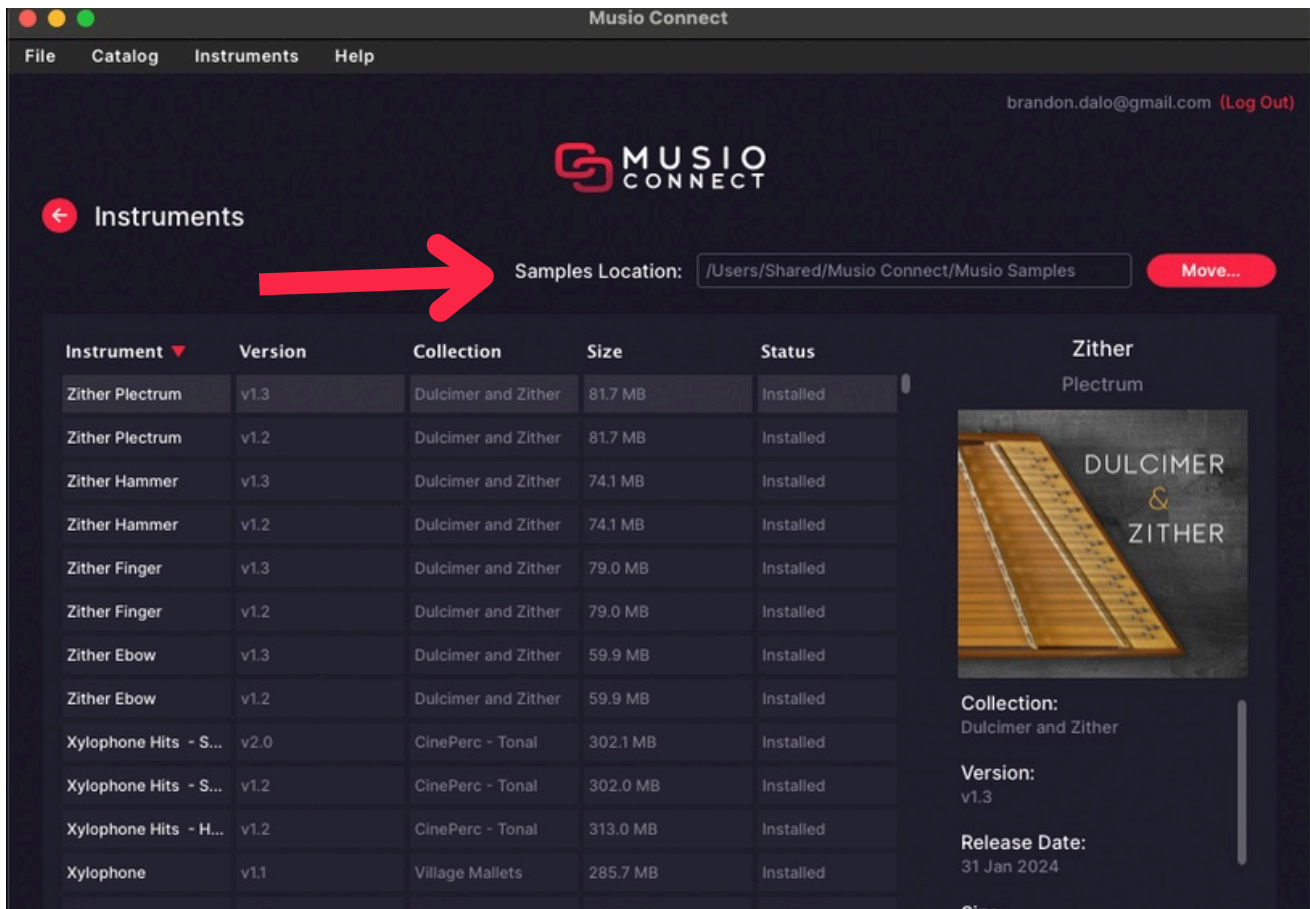 Musio Connect
File Catalog Instruments Help
brandon.dalo@gmail.com (Log Out)
MUSIO
CONNECT
Instruments
Samples Location: /Users/Shared/Musio Connect/Musio Samples Move...
Instrument Version Collection Size Status
Zither Plectrum v1.3 Dulcimer and Zither 81.7 MB Installed
Zither Plectrum v1.2 Dulcimer and Zither 81.7 MB Installed
Zither Hammer v1.3 Dulcimer and Zither 74.1 MB Installed
Zither Hammer v1.2 Dulcimer and Zither 74.1 MB Installed
Zither Finger v1.3 Dulcimer and Zither 79.0 MB Installed
Zither Finger v1.2 Dulcimer and Zither 79.0 MB Installed
Zither Ebow v1.3 Dulcimer and Zither 59.9 MB Installed
Zither Ebow v1.2 Dulcimer and Zither 59.9 MB Installed
Xylophone Hits - S... v2.0 CinePerc - Tonal 302.1 MB Installed
Xylophone Hits - S... v1.2 CinePerc - Tonal 302.0 MB Installed
Xylophone Hits - H... v1.2 CinePerc - Tonal 313.0 MB Installed
Xylophone v1.1 Village Mallets 285.7 MB Installed
Zither
Plectrum
DULCIMER
&
ZITHER
Collection:
Dulcimer and Zither
Version:
v1.3
Release Date:
31 Jan 2024